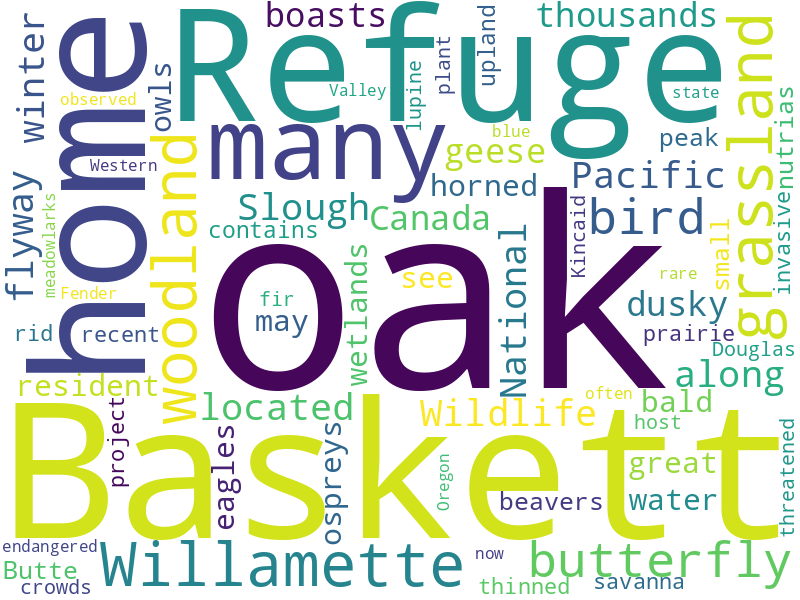 boasts
thousands
Refuge
home
winter
owls
observed
Western
Valley
lupine
plant
upland
state
blue
many
geese
peak
grassland
nutrias
invasive
horned
Pacific
flyway
woodland
Slough
Canada
contains
bird
Kincaid
small
meadowlarks
Fender
fir
may
oak
see
wetlands
National
rare
dusky
prairie
Douglas
rid
recent
resident
located
along
Wildlife
often
bald
host
Baskett
project
eagles
ospreys
Oregon
great
beavers
water
threatened
endangered
Butte
crowds
Willamette
now
butterfly
thinned
savanna